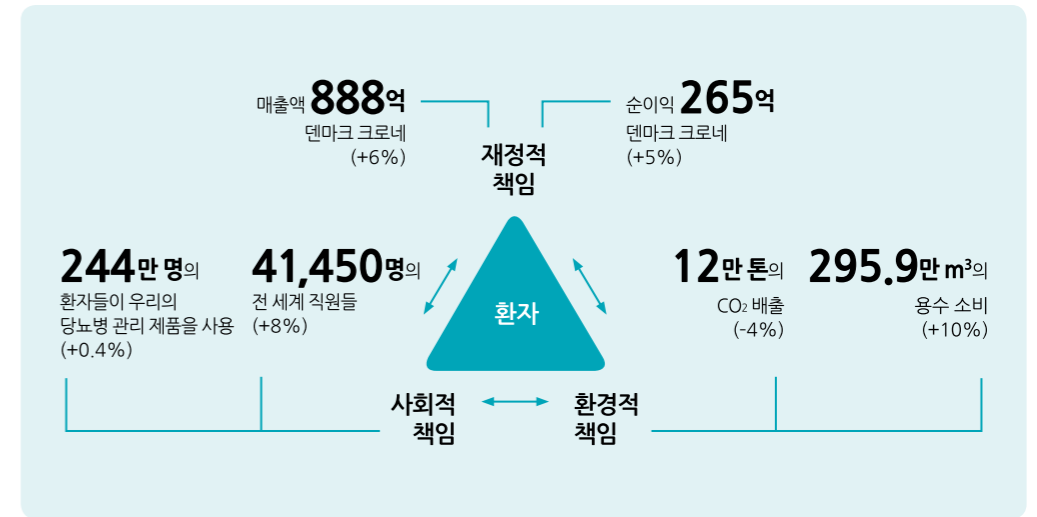 매출액 888억
덴마크 크로네
(+6%)
순이익 265억
덴마크 크로네
(+5%)
재정적
책임
244만 명의
환자들이 우리의
당뇨병 관리 제품을 사용
(+0.4%)
41,450명의
전 세계 직원들
(+8%)
환자
12만 톤의
CO₂ 배출
(-4%)
295.9만 m³의
용수 소비
(+10%)
사회적
책임
환경적
책임